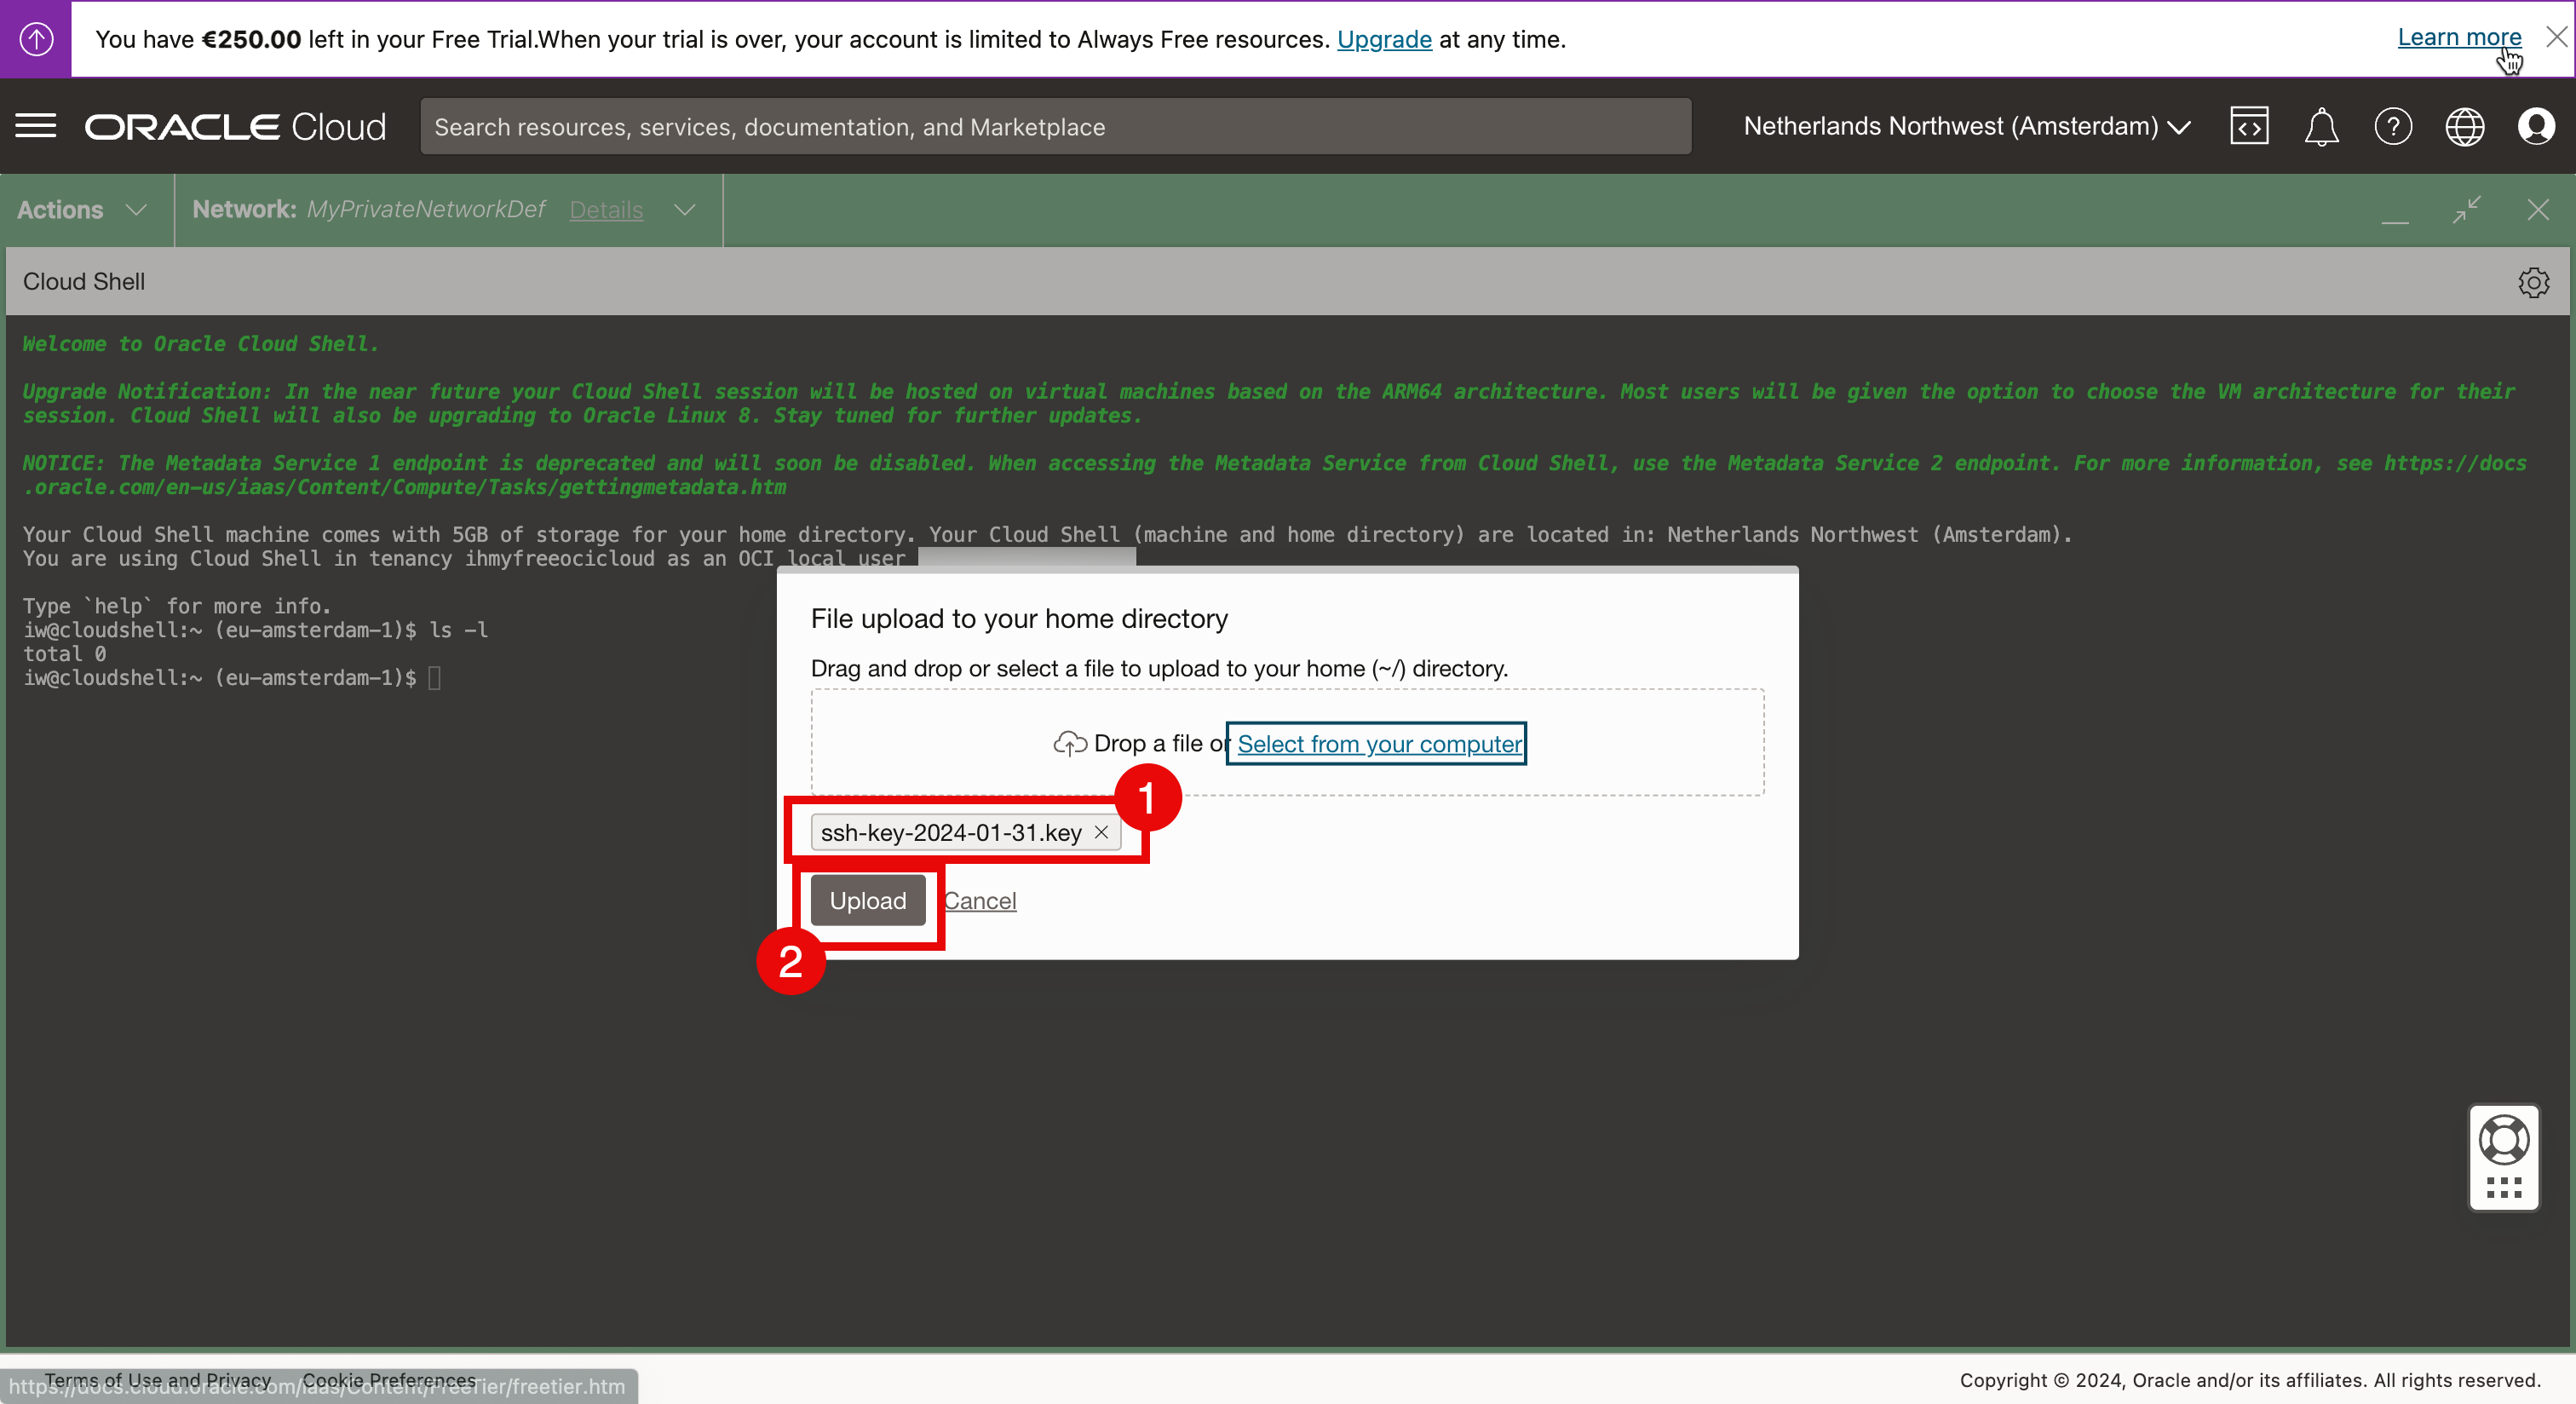 You have €250.00 left in your Free Trial.When your trial is over, your account is limited to Always Free resources. Upgrade at any time.
Learn more
ORACLE Cloud
Search resources, services, documentation, and Marketplace
Netherlands Northwest (Amsterdam)
Actions
Network: MyPrivateNetworkDef Details
Cloud Shell
Welcome to Oracle Cloud Shell.
Upgrade Notification: In the near future your Cloud Shell session will be hosted on virtual machines based on the ARM64 architecture. Most users will be given the option to choose the VM architecture for their
session. Cloud Shell will also be upgrading to Oracle Linux 8. Stay tuned for further updates.
NOTICE: The Metadata Service 1 endpoint is deprecated and will soon be disabled. When accessing the Metadata Service from Cloud Shell, use the Metadata Service 2 endpoint. For more information, see https://docs
.oracle.com/en-us/iaas/Content/Compute/Tasks/gettingmetadata.htm
Your Cloud Shell machine comes with 5GB of storage for your home directory. Your Cloud Shell (machine and home directory) are located in: Netherlands Northwest (Amsterdam).
You are using Cloud Shell in tenancy ihmyfreeocicloud as an OCI local user
Type `help` for more info.
iw@cloudshell:~ (eu-amsterdam-1)$ ls -l
total 0
iw@cloudshell:~ (eu-amsterdam-1)$
File upload to your home directory
Drag and drop or select a file to upload to your home (~/) directory.
Drop a file or Select from your computer
1
ssh-key-2024-01-31.key
Upload
Cancel
2
Terms of Use and Privacy
Cookie Preferences
https://docs.cloud.oracle.com/iaas/Content/FreeTier/freetier.htm
Copyright © 2024, Oracle and/or its affiliates. All rights reserved.